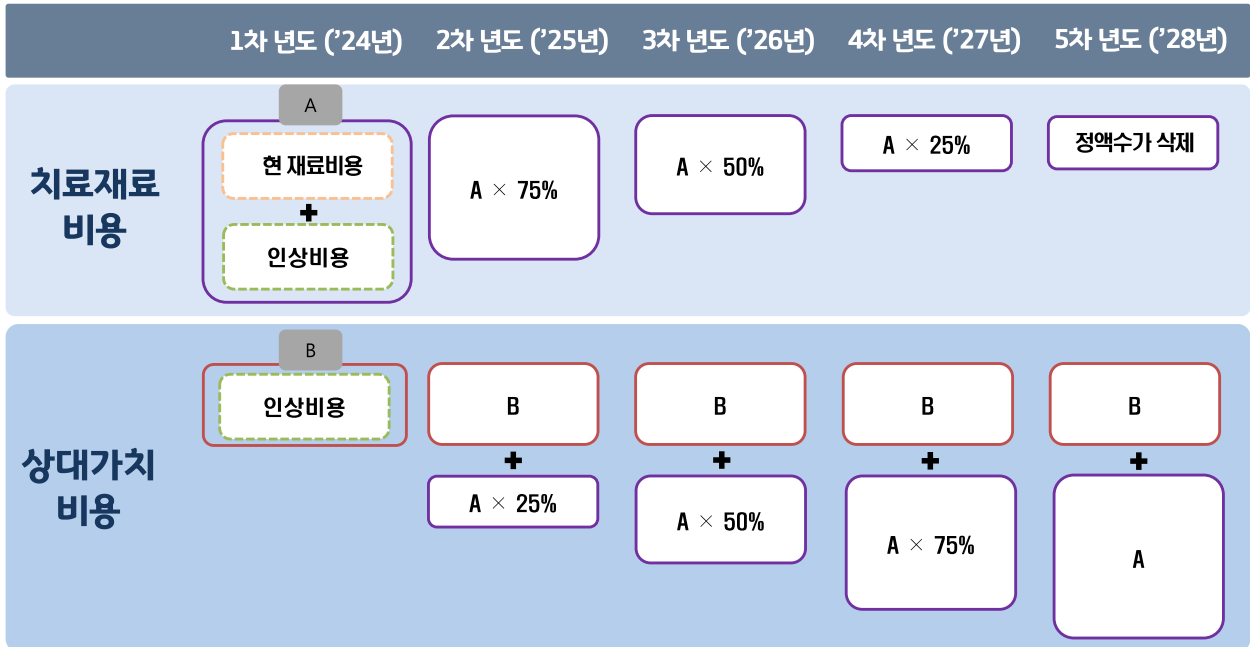 1차 년도 (’24년) 2차 년도 (’25년) 3차 년도 (’26년) 4차 년도 (’27년) 5차 년도 (’28년)
치료재료
비용
A
현 재료비용
+
인상비용
A × 75%
A × 50%
A × 25%
정액수가 삭제
상대가치
비용
B
인상비용
B
+
A × 25%
B
+
A × 50%
B
+
A × 75%
B
+
A